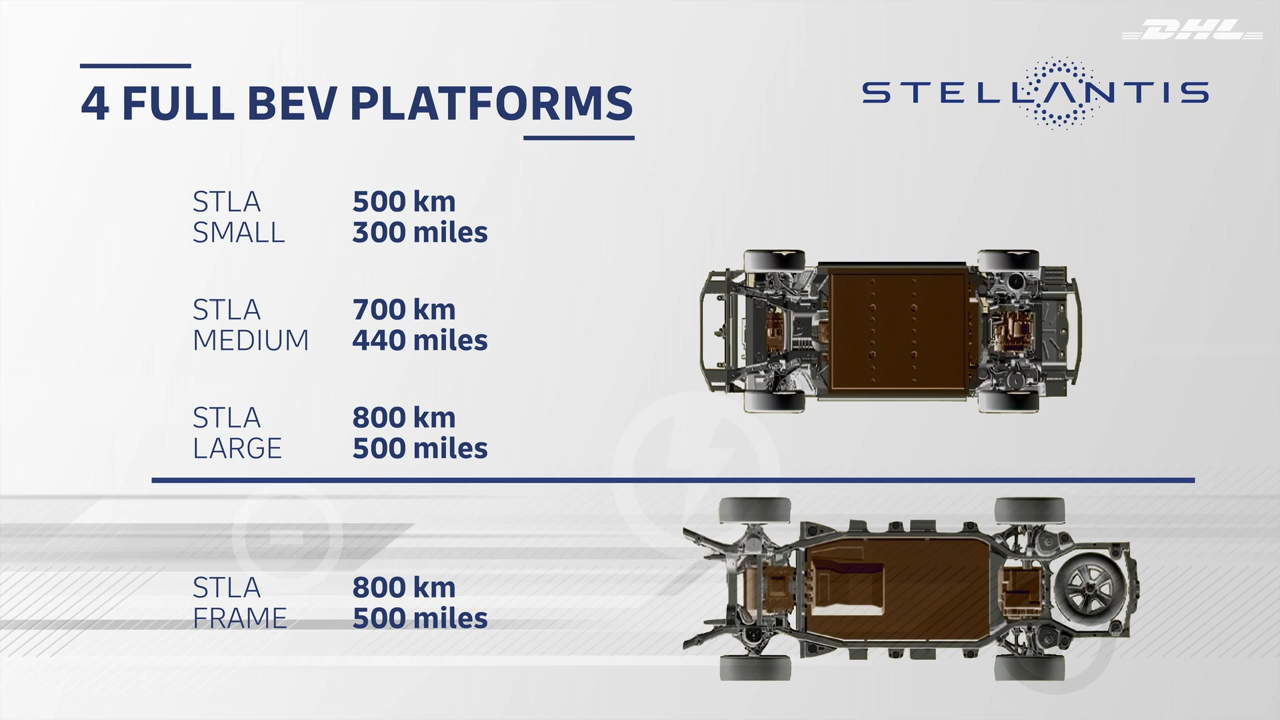 DHL
STELLANTIS
4 FULL BEV PLATFORMS
STLA SMALL
500 km
300 miles
STLA MEDIUM
700 km
440 miles
STLA LARGE
800 km
500 miles
STLA FRAME
800 km
500 miles